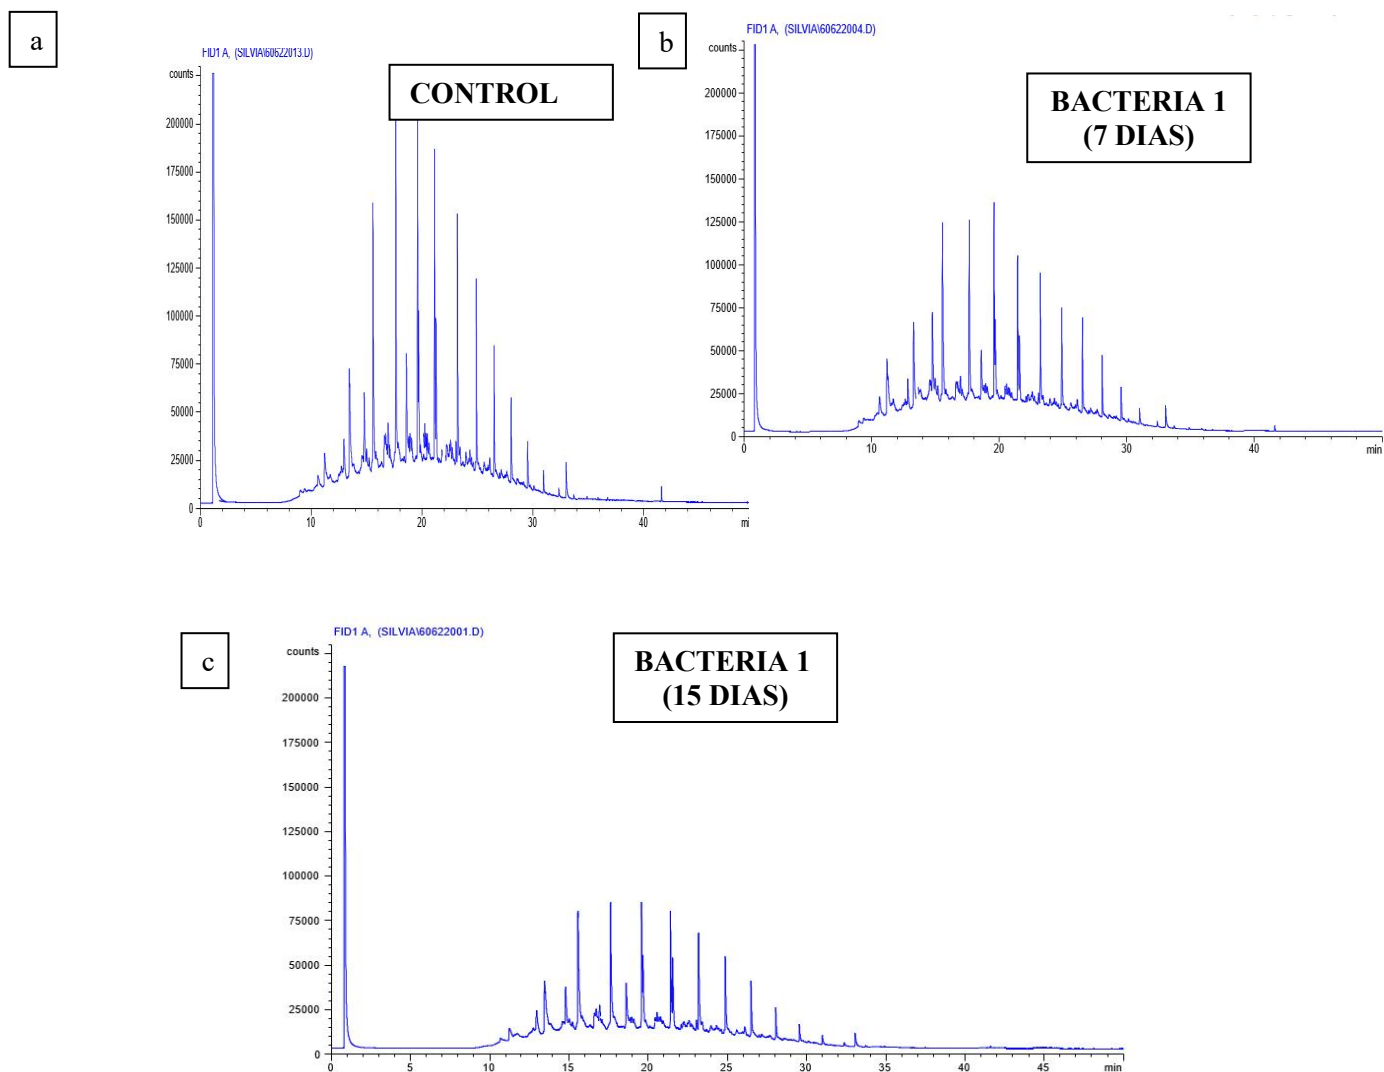 a
FID1 A, (SILVIA\60622013.D)
counts
CONTROL
200000
175000
150000
125000
100000
75000
50000
25000
0
0 10 20 30 40 mi
b
FID1 A, (SILVIA\60622004.D)
counts
BACTERIA 1
(7 DIAS)
200000
175000
150000
125000
100000
75000
50000
25000
0
0 10 20 30 40 min
c
FID1 A, (SILVIA\60622001.D)
counts
BACTERIA 1
(15 DIAS)
200000
175000
150000
125000
100000
75000
50000
25000
0
0 5 10 15 20 25 30 35 40 45 min